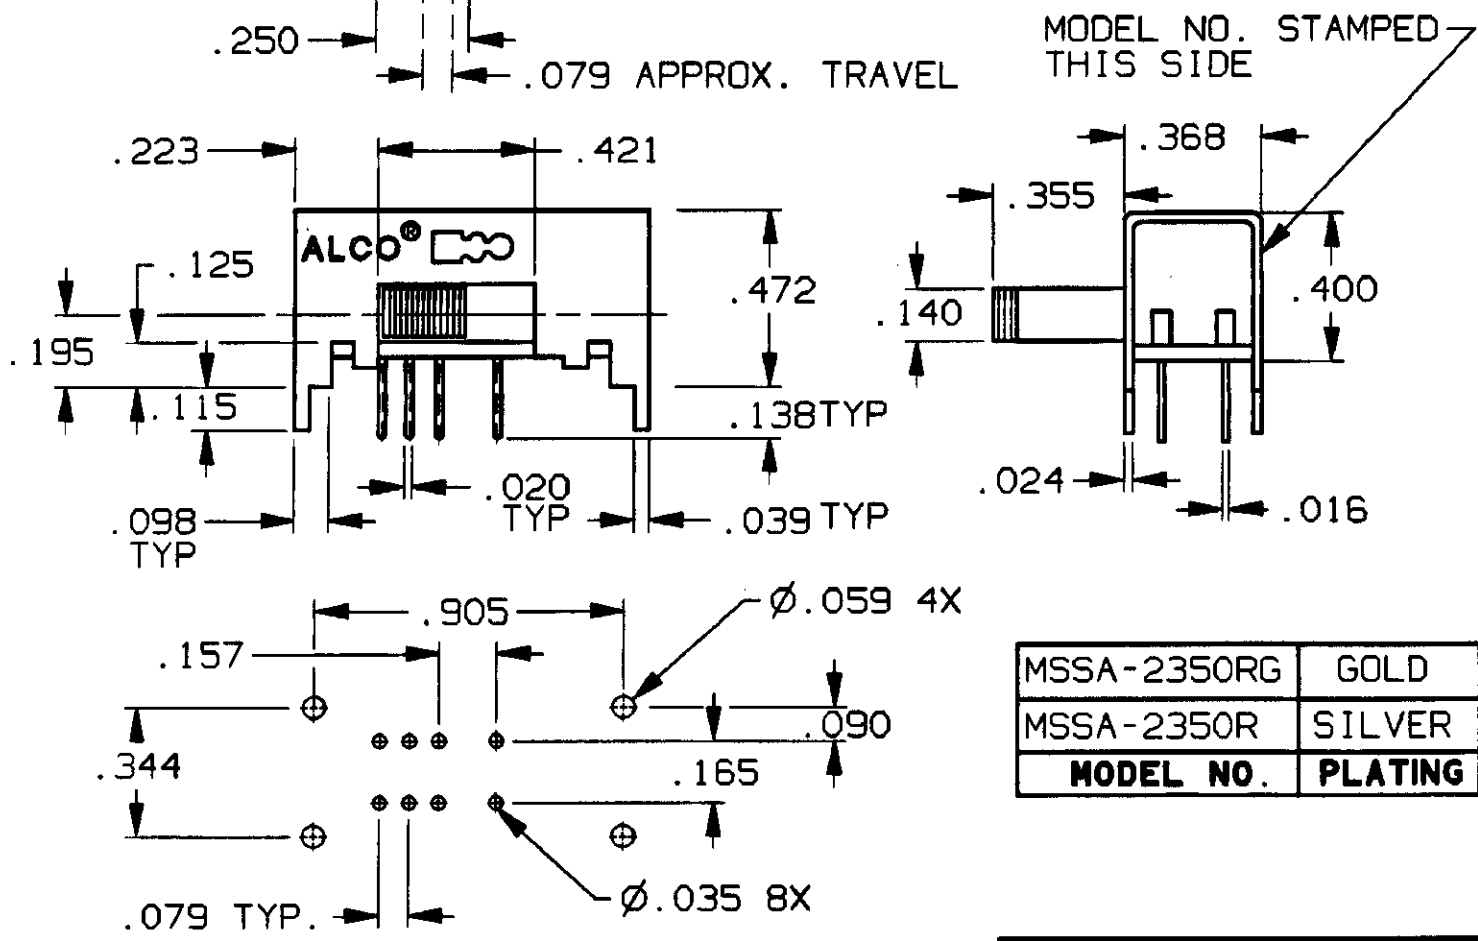 .250
.079 APPROX. TRAVEL
MODEL NO. STAMPED
THIS SIDE
.223
.421
.368
.355
ALCO®
.125
.472
.400
.140
.195
.115
.138 TYP
.024
.020
TYP
.098
TYP
.039 TYP
.016
.905
Ø.059 4X
.157
.090
.344
.165
Ø.035 8X
.079 TYP.
MSSA-2350RG GOLD
MSSA-2350R SILVER
MODEL NO. PLATING